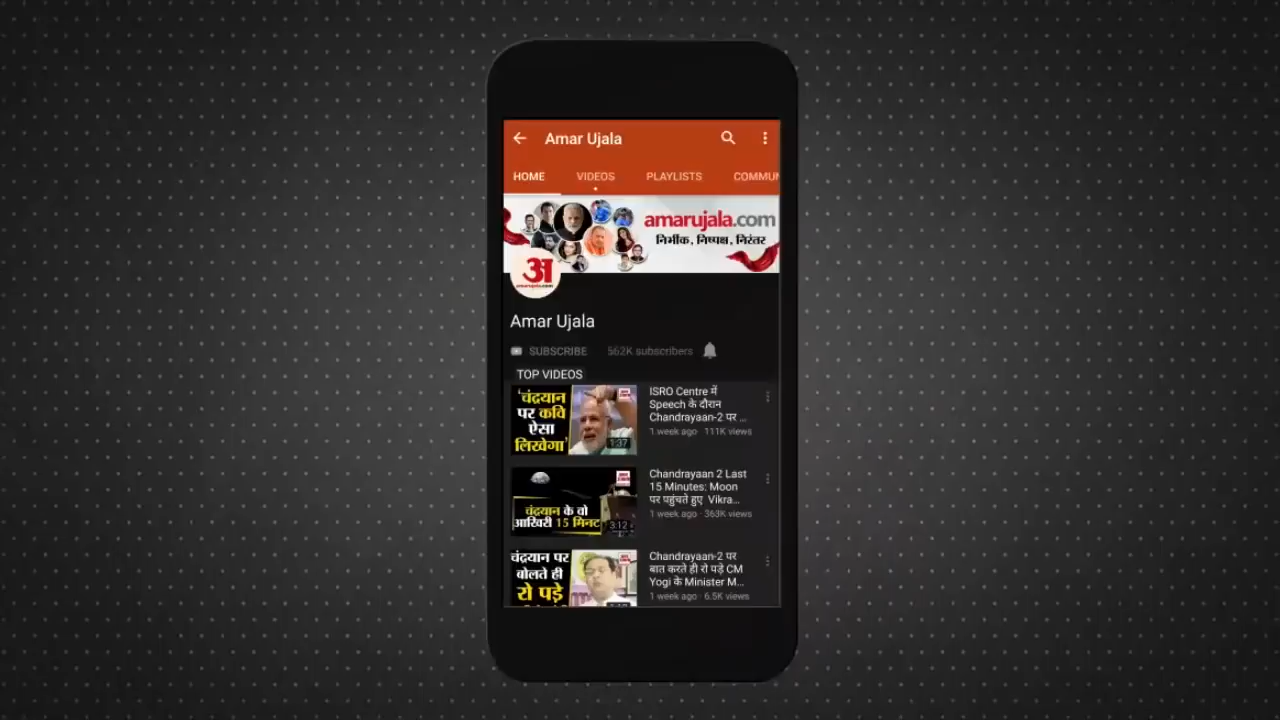 Amar Ujala
HOME VIDEOS PLAYLISTS COMMUN
amarujala.com
निर्भीक, निष्पक्ष, निरंतर
अ
amarujala.com
Amar Ujala
SUBSCRIBE 562K subscribers
TOP VIDEOS
'चंद्रयान
पर कवि
ऐसा
लिखेगा'
1:37
ISRO Centre में
Speech के दौरान
Chandrayaan-2 पर ...
1 week ago · 111K views
चंद्रयान के वो
आखिरी 15 मिनट
3:12
Chandrayaan 2 Last
15 Minutes: Moon
पर पहुंचते हुए Vikra...
1 week ago · 363K views
चंद्रयान पर
बोलते ही
रो पड़े
Chandrayaan-2 पर
बात करते ही रो पड़े CM
Yogi के Minister M...
1 week ago · 6.5K views